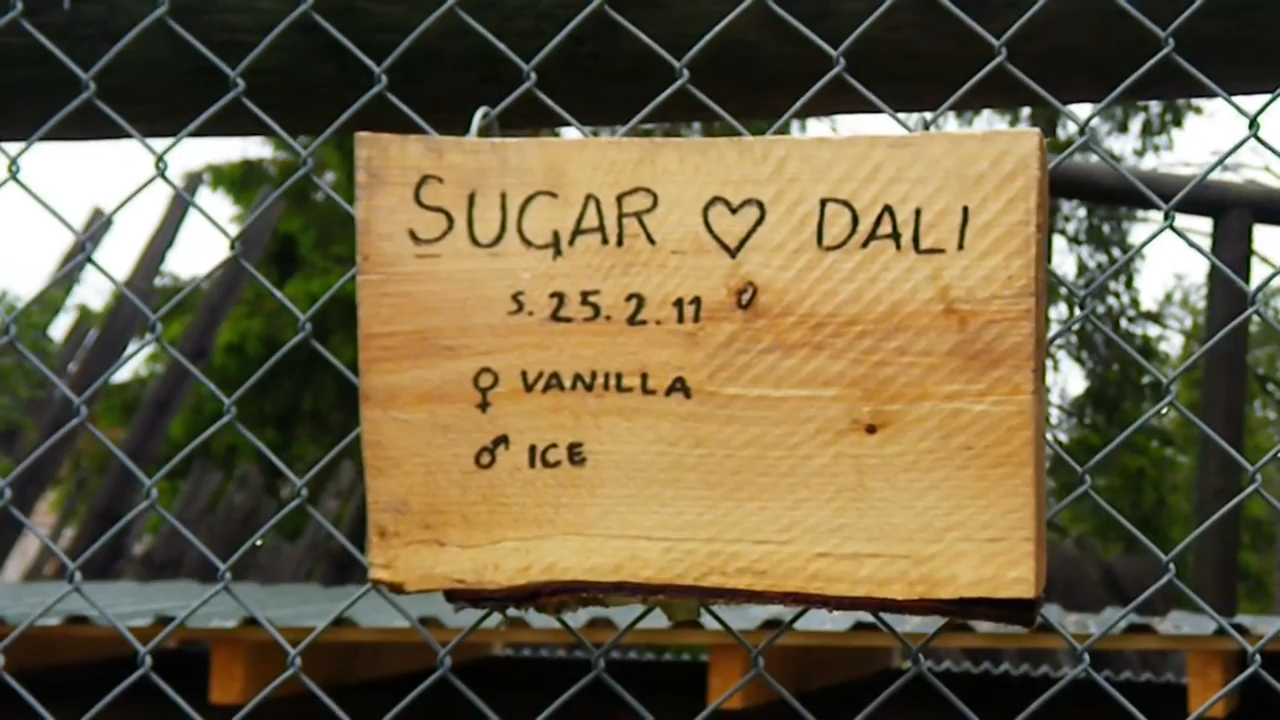 SUGAR ♡ DALI
s. 25.2.11
♀ VANILLA
♂ ICE